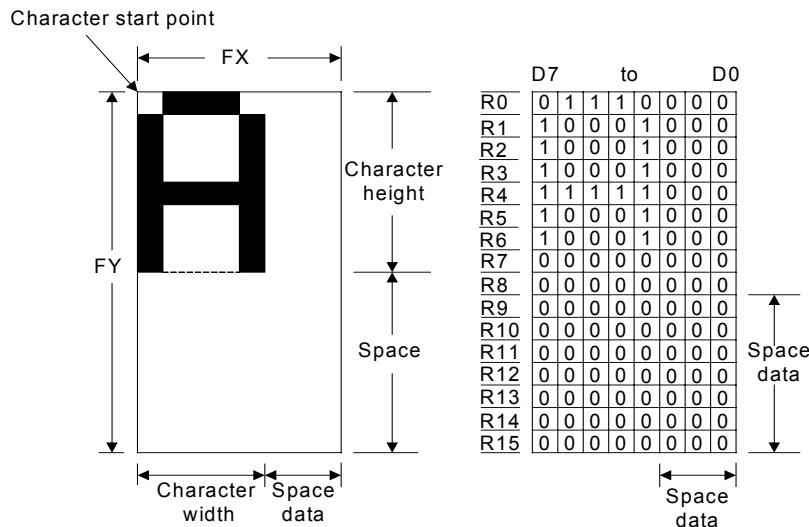 Character start point
FX
FY
Character
height
Space
Character
width
Space
data
D7 to D0
R0 0 1 1 1 0 0 0 0
R1 1 0 0 0 1 0 0 0
R2 1 0 0 0 1 0 0 0
R3 1 0 0 0 1 0 0 0
R4 1 1 1 1 1 0 0 0
R5 1 0 0 0 1 0 0 0
R6 1 0 0 0 1 0 0 0
R7 0 0 0 0 0 0 0 0
R8 0 0 0 0 0 0 0 0
R9 0 0 0 0 0 0 0 0
R10 0 0 0 0 0 0 0 0
R11 0 0 0 0 0 0 0 0
R12 0 0 0 0 0 0 0 0
R13 0 0 0 0 0 0 0 0
R14 0 0 0 0 0 0 0 0
R15 0 0 0 0 0 0 0 0
Space
data
Space
data